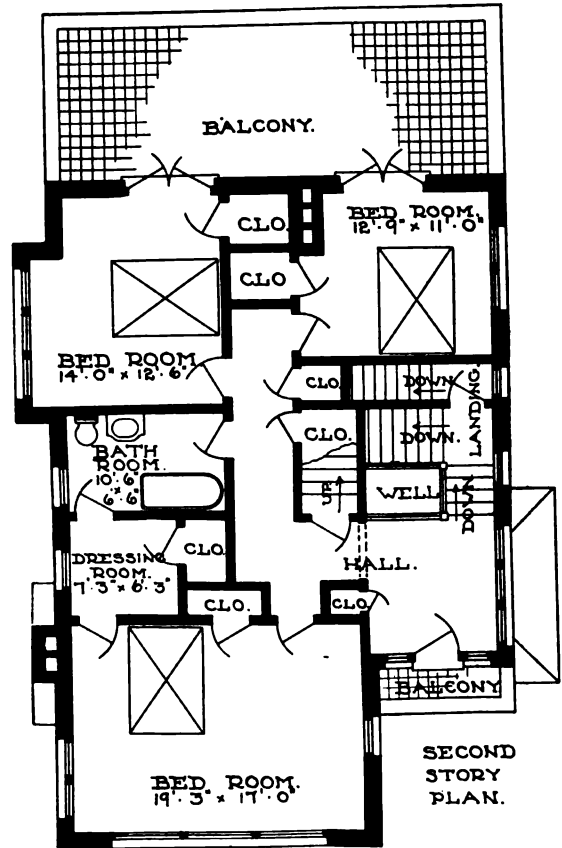 BALCONY.
CLO.
BED ROOM.
12'·9" x 11'·0"
CLO
BED ROOM
14'·0" x 12'·6"
CLO.
DOWN
LANDING.
CLO.
DOWN.
BATH
ROOM.
10'·6"
x
6'·6"
UP
WELL
DOWN
CLO.
DRESSING
ROOM.
7'·3" x 6'·3"
HALL.
CLO.
CLO.
BALCONY
BED ROOM.
19'·3" x 17'·0"
SECOND
STORY
PLAN.